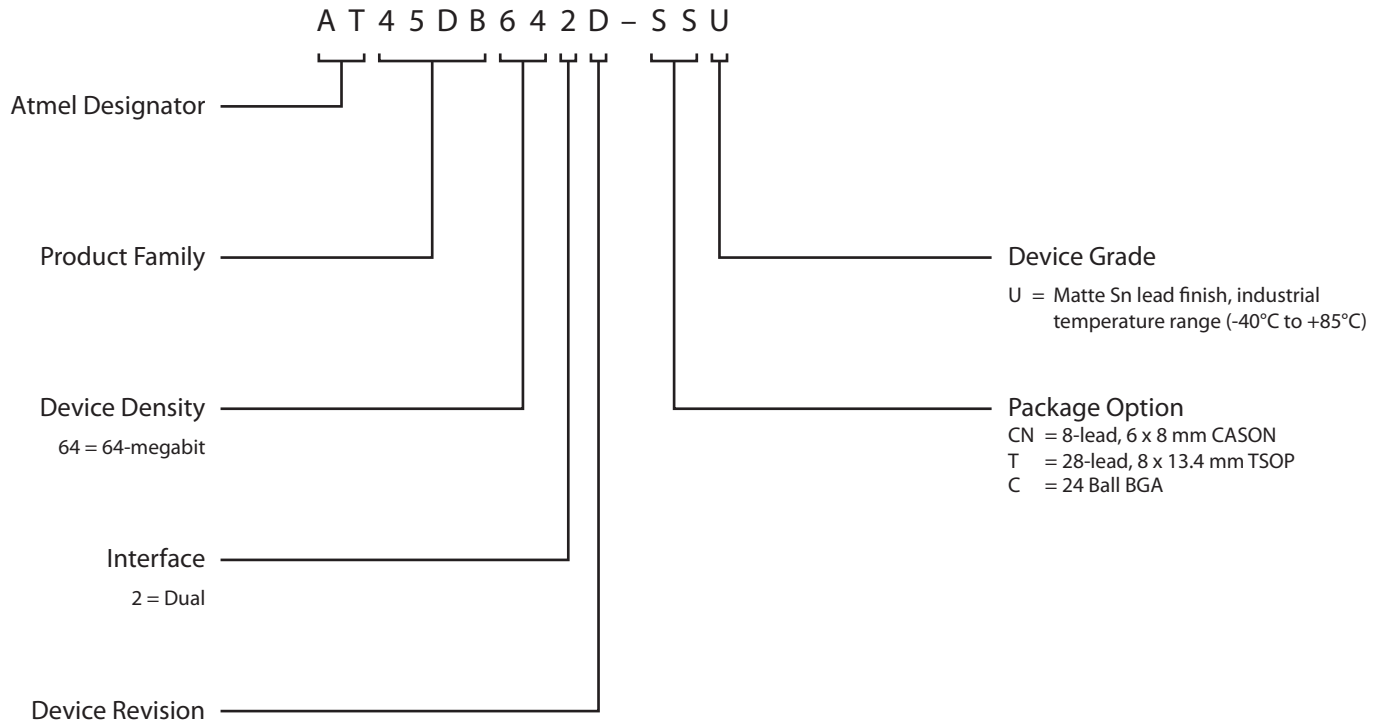 A T 4 5 D B 6 4 2 D – S S U
Atmel Designator
Product Family
Device Density
64 = 64-megabit
Interface
2 = Dual
Device Revision
Device Grade
U = Matte Sn lead finish, industrial
temperature range (-40°C to +85°C)
Package Option
CN = 8-lead, 6 x 8 mm CASON
T = 28-lead, 8 x 13.4 mm TSOP
C = 24 Ball BGA